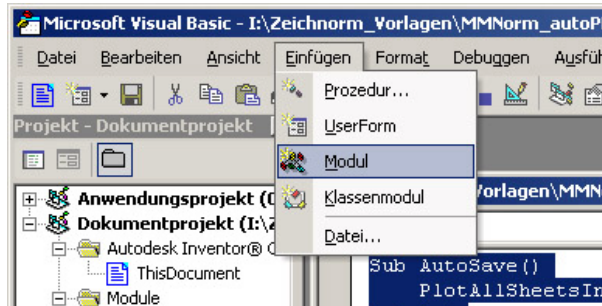 Microsoft Visual Basic - I:\Zeichnorm_Vorlagen\MMNorm_autoP
Datei Bearbeiten Ansicht Einfügen Format Debuggen Ausfüh
Prozedur...
Projekt - Dokumentprojekt
UserForm
Modul
Klassenmodul
Vorlagen\MMN
Anwendungsprojekt (
Dokumentprojekt (I:\
Datei...
Autodesk Inventor®
ThisDocument
Module
Sub AutoSave()
PlotAllSheetsIn